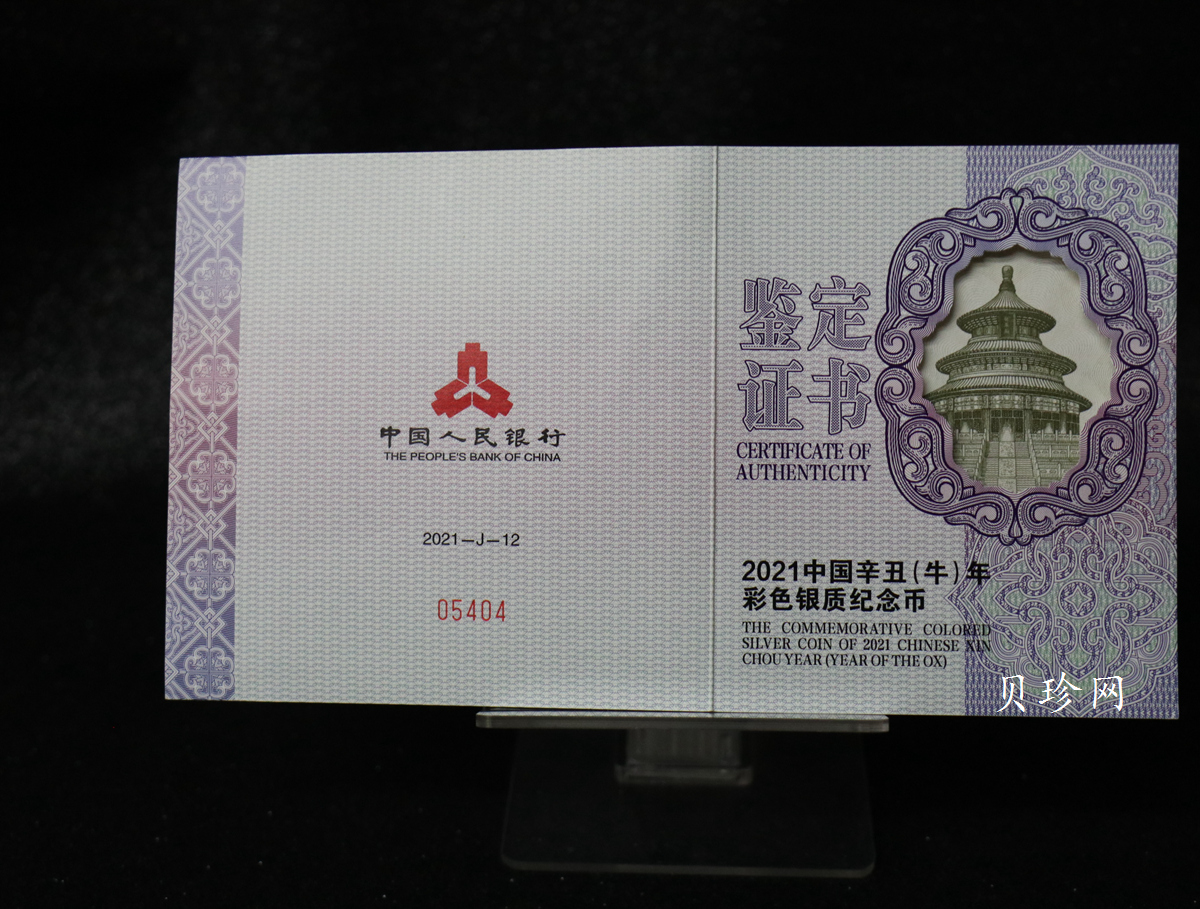 中国人民银行
THE PEOPLE'S BANK OF CHINA
2021—J—12
05404
鉴定
证书
CERTIFICATE OF
AUTHENTICITY
2021中国辛丑(牛)年
彩色银质纪念币
THE COMMEMORATIVE COLORED
SILVER COIN OF 2021 CHINESE XIN
CHOU YEAR (YEAR OF THE OX)
贝珍网